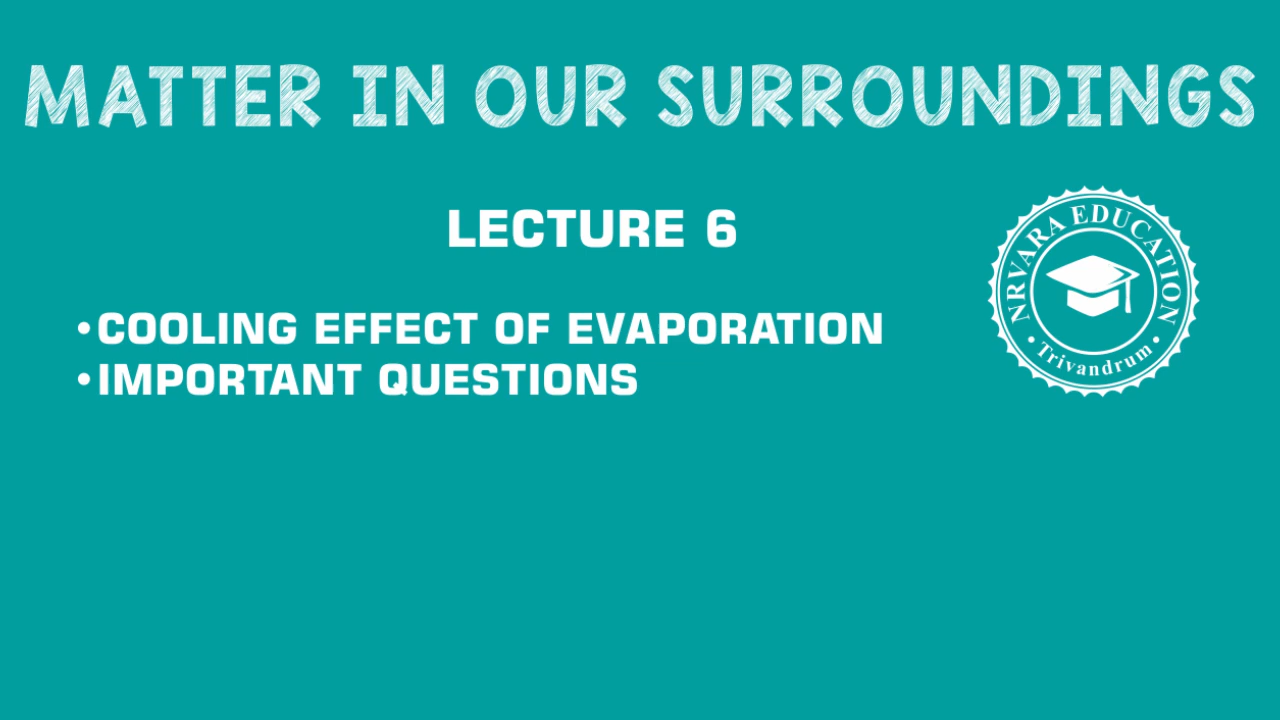 MATTER IN OUR SURROUNDINGS
LECTURE 6
•COOLING EFFECT OF EVAPORATION
•IMPORTANT QUESTIONS
NRVARA EDUCATION
• Trivandrum •